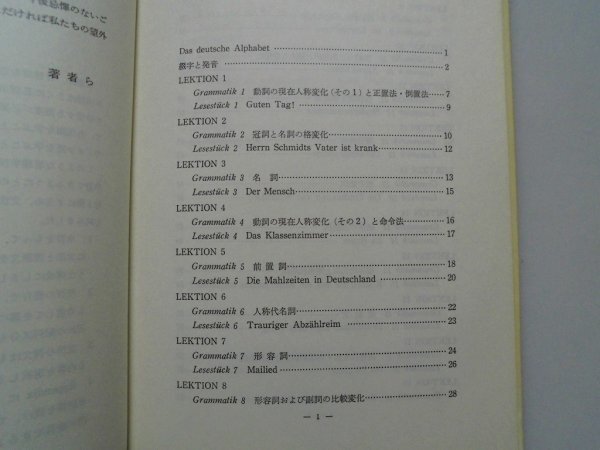 後忌憚のないご
だければ私たちの望外
著者ら
Das deutsche Alphabet 1
綴字と発音 2
LEKTION 1
Grammatik 1 動詞の現在人称変化(その1)と正置法・倒置法 7
Lesestück 1 Guten Tag! 9
LEKTION 2
Grammatik 2 冠詞と名詞の格変化 10
Lesestück 2 Herrn Schmidts Vater ist krank 12
LEKTION 3
Grammatik 3 名詞 13
Lesestück 3 Der Mensch 15
LEKTION 4
Grammatik 4 動詞の現在人称変化(その2)と命令法 16
Lesestück 4 Das Klassenzimmer 17
LEKTION 5
Grammatik 5 前置詞 18
Lesestück 5 Die Mahlzeiten in Deutschland 20
LEKTION 6
Grammatik 6 人称代名詞 22
Lesestück 6 Trauriger Abzählreim 23
LEKTION 7
Grammatik 7 形容詞 24
Lesestück 7 Mailied 26
LEKTION 8
Grammatik 8 形容詞および副詞の比較変化 28
— 1 —